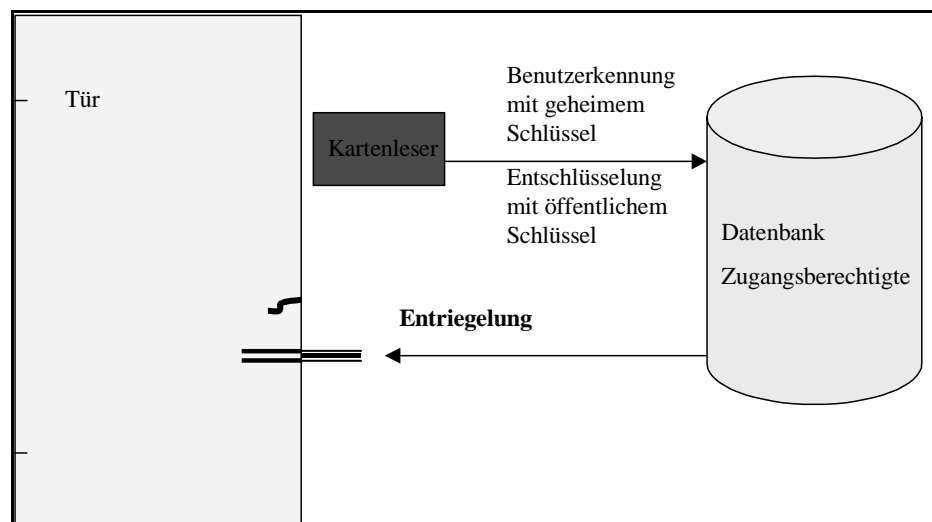 Tür
Kartenleser
Benutzerkennung
mit geheimem
Schlüssel
Entschlüsselung
mit öffentlichem
Schlüssel
Datenbank
Zugangsberechtigte
Entriegelung